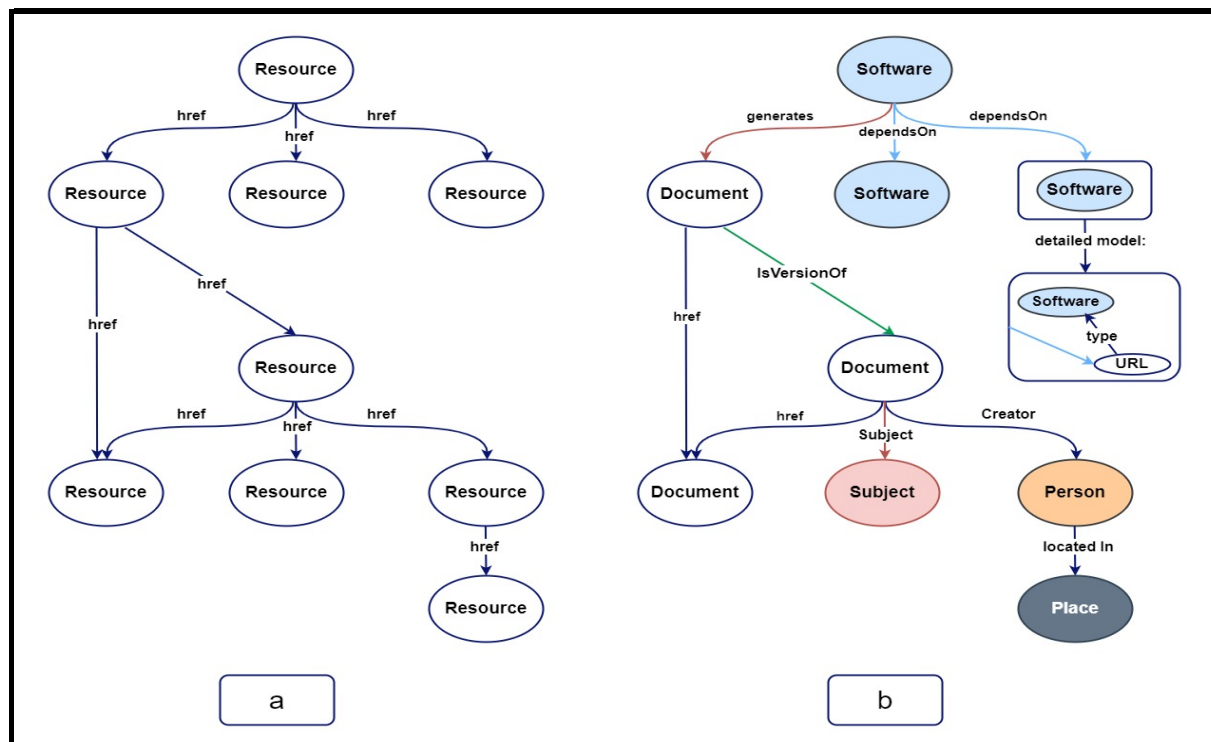 Resource
href
href
href
Resource
Resource
Resource
href
href
Resource
href
href
href
Resource
Resource
Resource
href
Resource
a
Software
generates
dependsOn
dependsOn
Document
Software
Software
detailed model:
IsVersionOf
href
Software
type
URL
Document
href
Subject
Creator
Document
Subject
Person
located In
Place
b